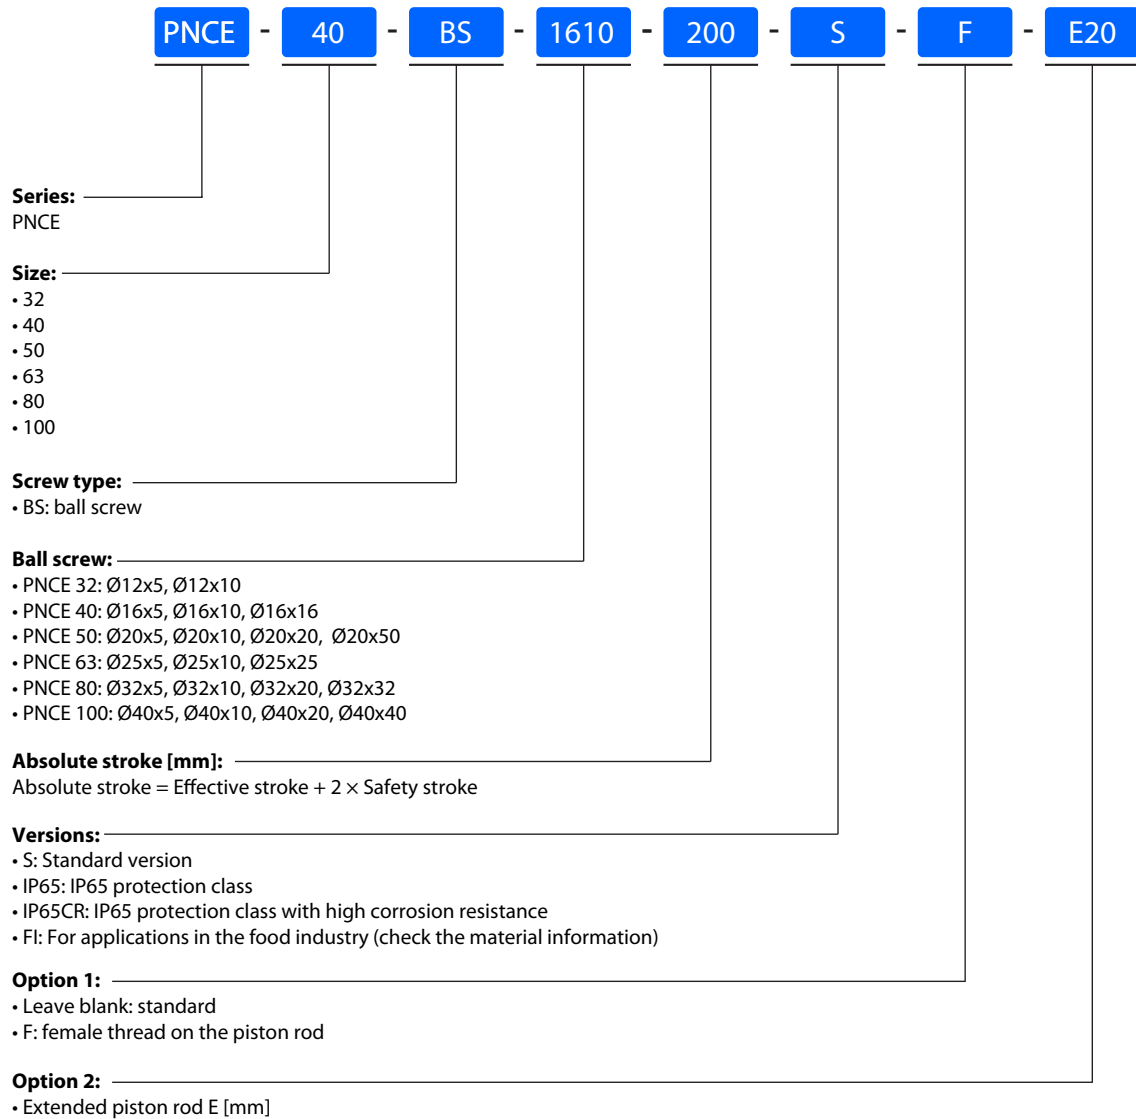 PNCE - 40 - BS - 1610 - 200 - S - F - E20
Series:
PNCE
Size:
• 32
• 40
• 50
• 63
• 80
• 100
Screw type:
• BS: ball screw
Ball screw:
• PNCE 32: Ø12x5, Ø12x10
• PNCE 40: Ø16x5, Ø16x10, Ø16x16
• PNCE 50: Ø20x5, Ø20x10, Ø20x20, Ø20x50
• PNCE 63: Ø25x5, Ø25x10, Ø25x25
• PNCE 80: Ø32x5, Ø32x10, Ø32x20, Ø32x32
• PNCE 100: Ø40x5, Ø40x10, Ø40x20, Ø40x40
Absolute stroke [mm]:
Absolute stroke = Effective stroke + 2 × Safety stroke
Versions:
• S: Standard version
• IP65: IP65 protection class
• IP65CR: IP65 protection class with high corrosion resistance
• FI: For applications in the food industry (check the material information)
Option 1:
• Leave blank: standard
• F: female thread on the piston rod
Option 2:
• Extended piston rod E [mm]